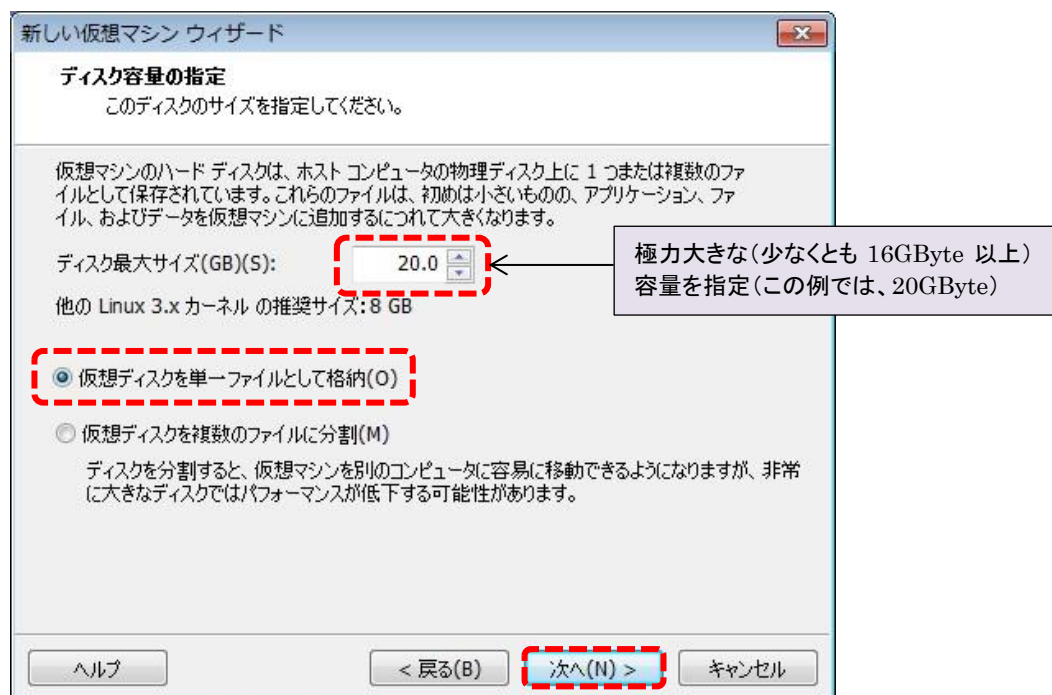 新しい仮想マシン ウィザード
ディスク容量の指定
このディスクのサイズを指定してください。
仮想マシンのハード ディスクは、ホスト コンピュータの物理ディスク上に 1 つまたは複数のファ
イルとして保存されています。これらのファイルは、初めは小さいものの、アプリケーション、ファ
イル、およびデータを仮想マシンに追加するにつれて大きくなります。
ディスク最大サイズ(GB)(S): 20.0
極力大きな(少なくとも 16GByte 以上)
容量を指定(この例では、20GByte)
他の Linux 3.x カーネル の推奨サイズ:8 GB
仮想ディスクを単一ファイルとして格納(O)
仮想ディスクを複数のファイルに分割(M)
ディスクを分割すると、仮想マシンを別のコンピュータに容易に移動できるようになりますが、非常
に大きなディスクではパフォーマンスが低下する可能性があります。
ヘルプ < 戻る(B) 次へ(N) > キャンセル